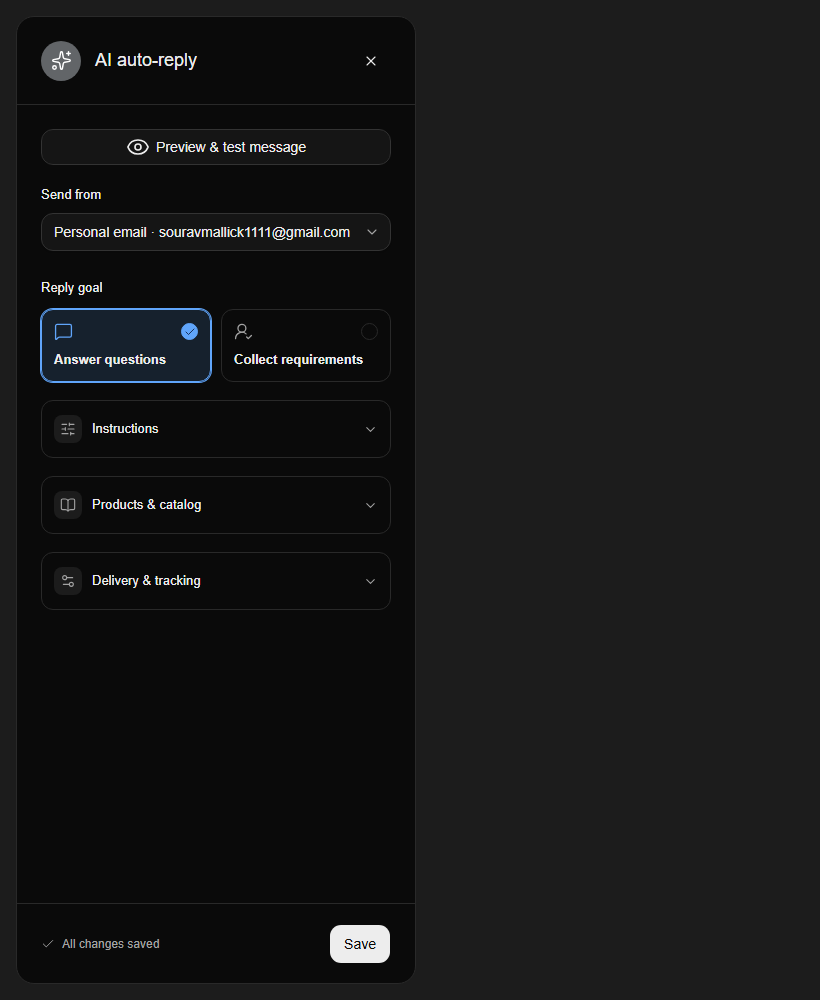 AI auto-reply
Preview & test message
Send from
Personal email · souravmallick1111@gmail.com
Reply goal
Answer questions
Collect requirements
Instructions
Products & catalog
Delivery & tracking
All changes saved
Save